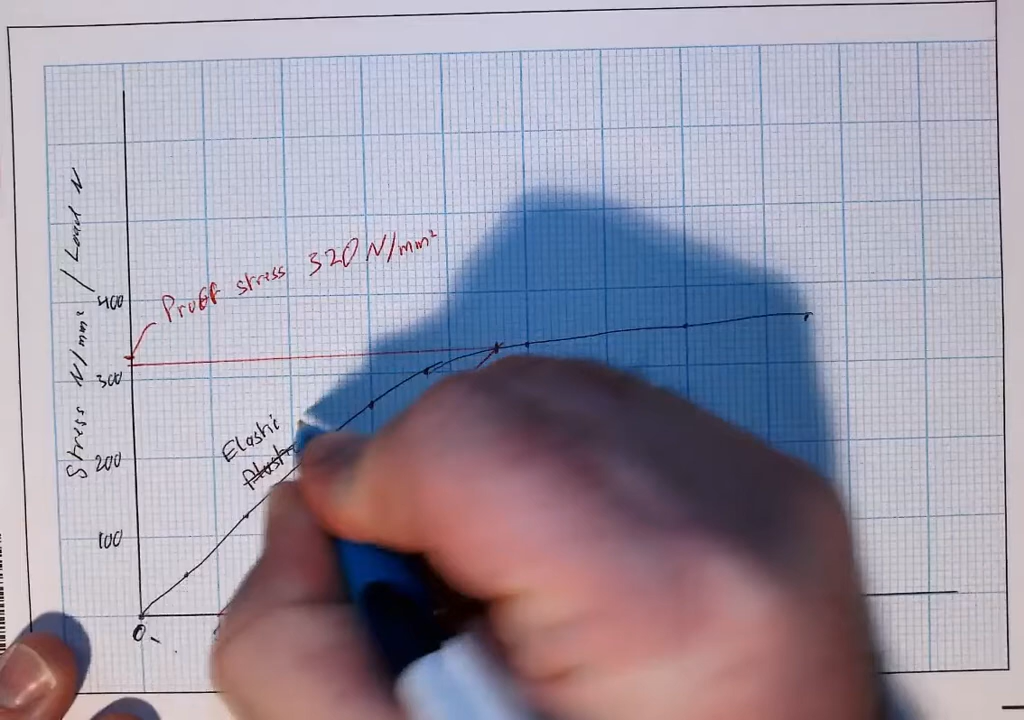 Stress N/mm² / Load N
Proof stress 320 N/mm²
400
300
Elastic
Plastic
200
100
0